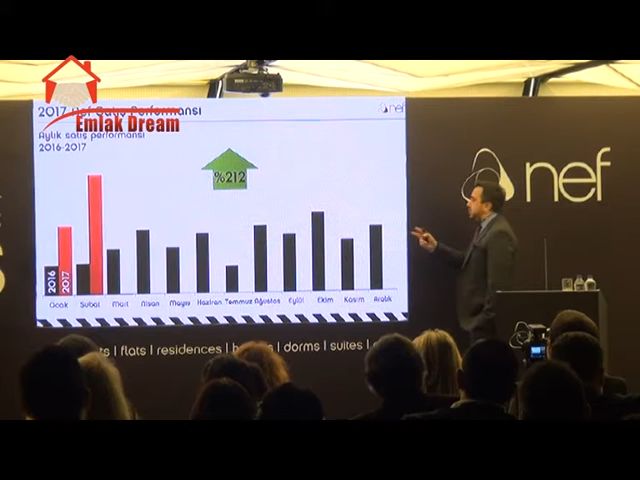 2017 Nef Satış Performansı
nef
Emlak Dream
Aylık satış performansı
2016-2017
%212
nef
2016
2017
Ocak Şubat Mart Nisan Mayıs Haziran Temmuz Ağustos Eylül Ekim Kasım Aralık
flats | residences | dorms | suites |